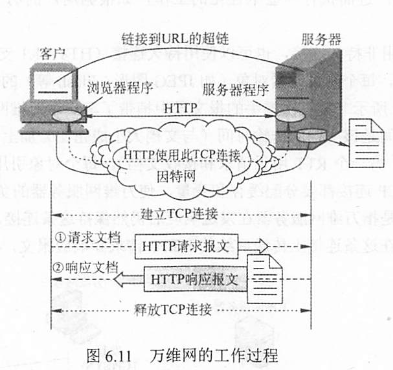 链接到URL的超链
客户
服务器
浏览器程序
服务器程序
HTTP
HTTP使用此TCP连接
因特网
建立TCP连接
①请求文档
HTTP请求报文
②响应文档
HTTP响应报文
释放TCP连接
图 6.11 万维网的工作过程